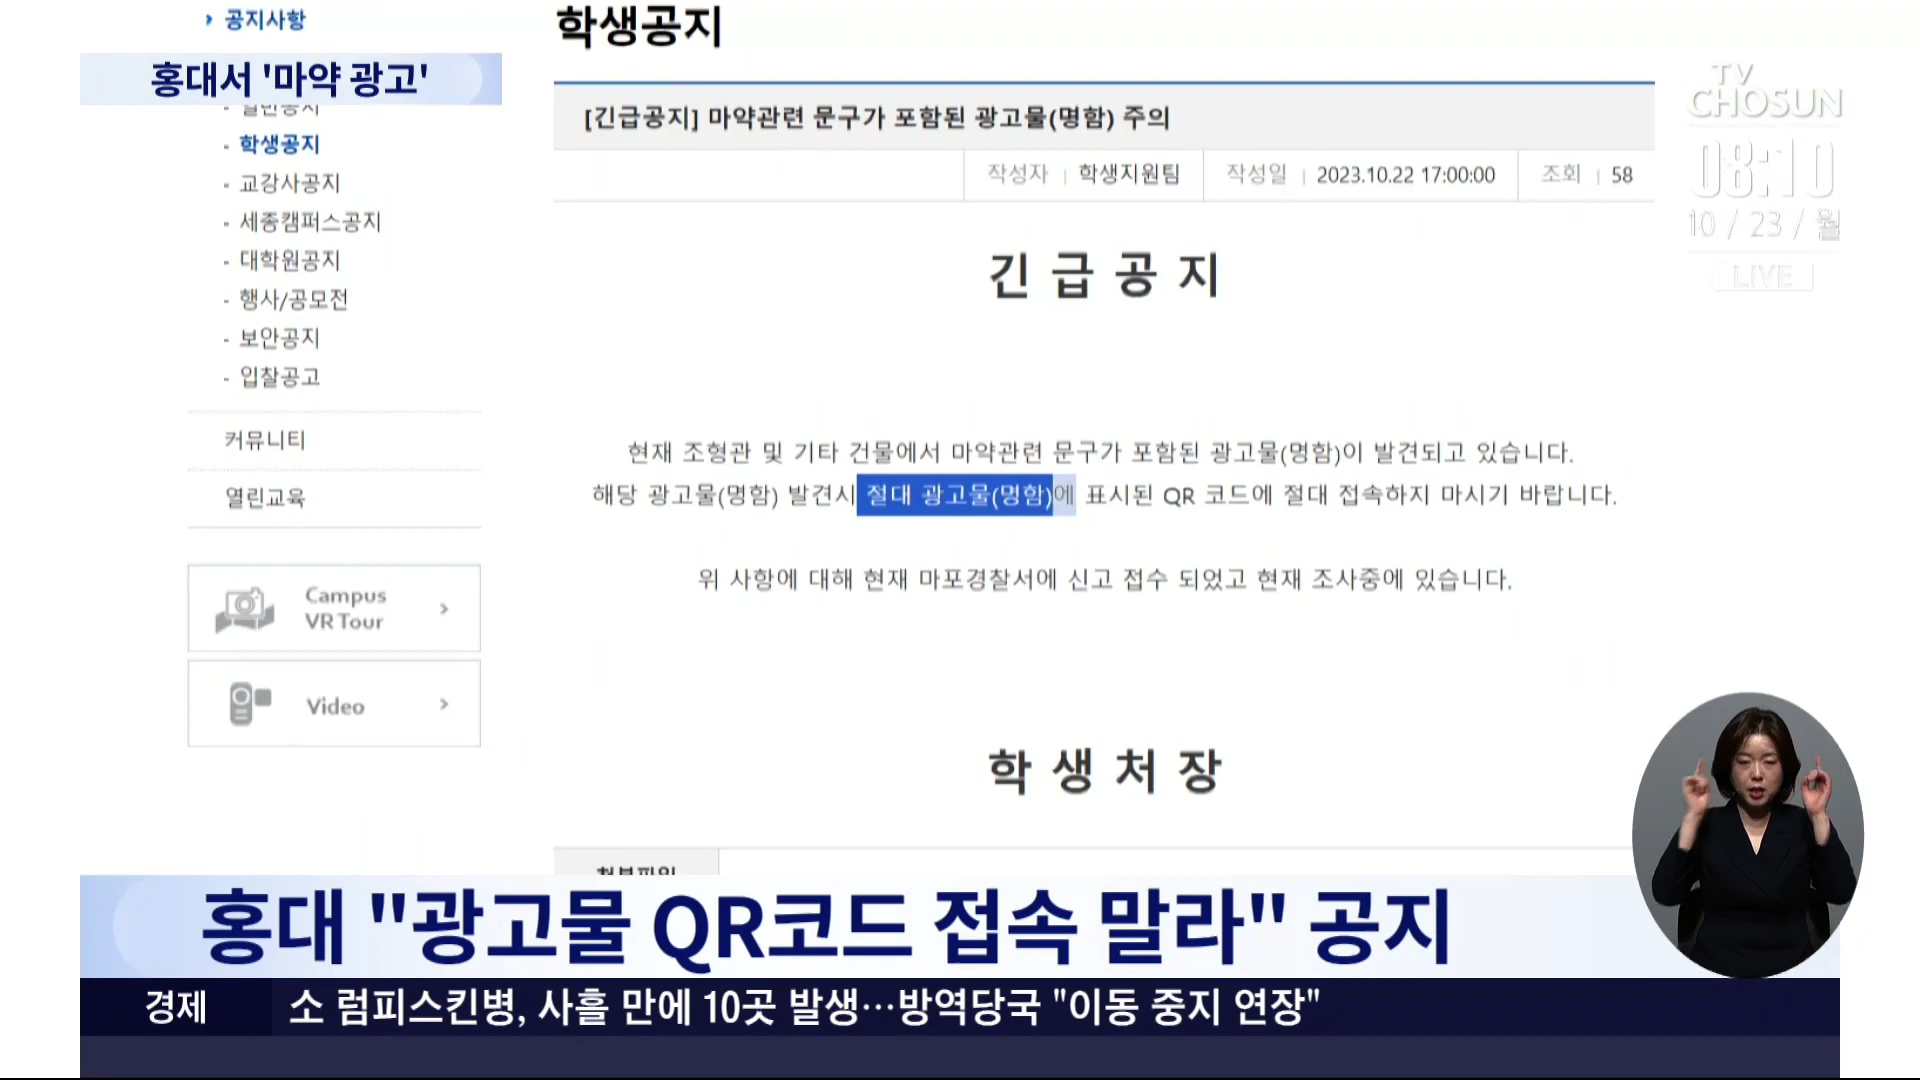 공지사항
홍대서 '마약 광고'
- 열린공지
- 학생공지
- 교강사공지
- 세종캠퍼스공지
- 대학원공지
- 행사/공모전
- 보안공지
- 입찰공고
커뮤니티
열린교육
Campus
VR Tour
Video
학생공지
[긴급공지] 마약관련 문구가 포함된 광고물(명함) 주의
작성자 | 학생지원팀 작성일 | 2023.10.22 17:00:00 조회 | 58
긴 급 공 지
현재 조형관 및 기타 건물에서 마약관련 문구가 포함된 광고물(명함)이 발견되고 있습니다.
해당 광고물(명함) 발견시 절대 광고물(명함)에 표시된 QR 코드에 절대 접속하지 마시기 바랍니다.
위 사항에 대해 현재 마포경찰서에 신고 접수 되었고 현재 조사중에 있습니다.
학 생 처 장
첨부파일
TV
CHOSUN
08:10
10 / 23 / 월
LIVE
홍대 "광고물 QR코드 접속 말라" 공지
경제 소 럼피스킨병, 사흘 만에 10곳 발생…방역당국 "이동 중지 연장"